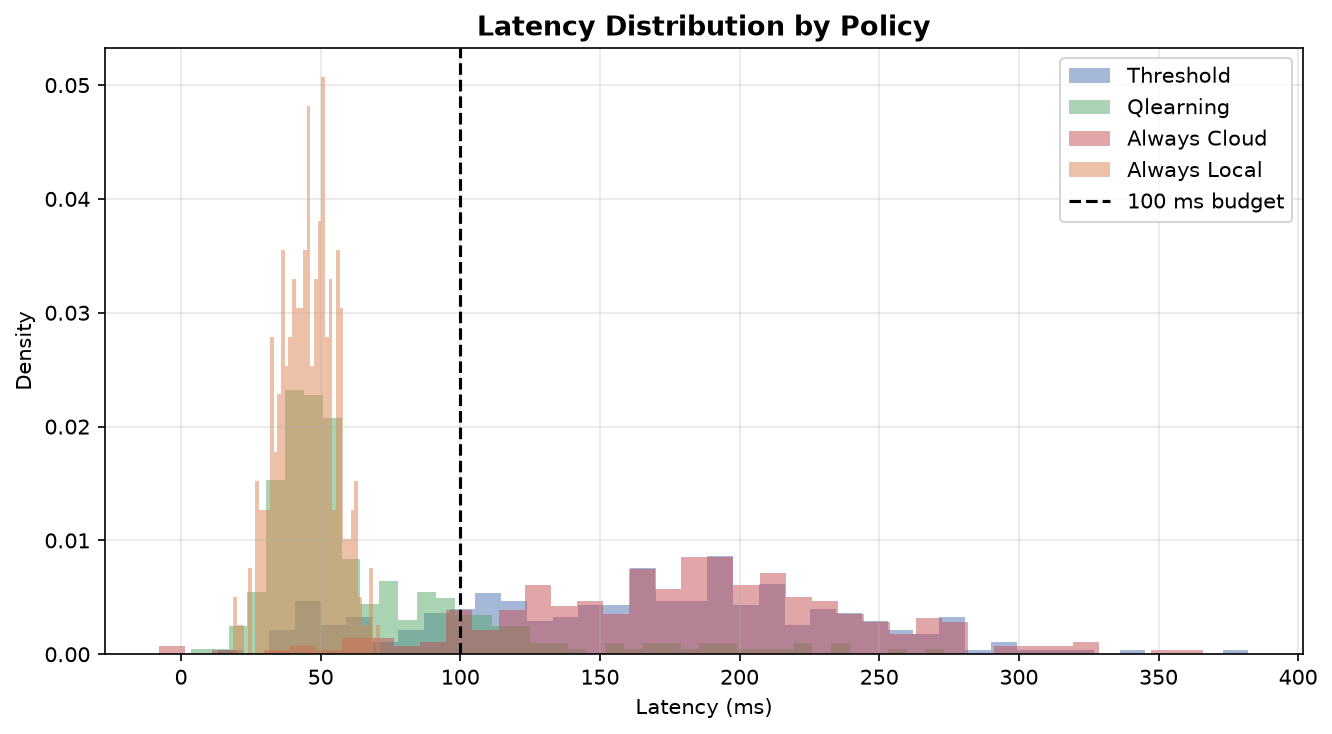 Latency Distribution by Policy
Threshold
Qlearning
Always Cloud
Always Local
100 ms budget
Density
0.05
0.04
0.03
0.02
0.01
0.00
0 50 100 150 200 250 300 350 400
Latency (ms)